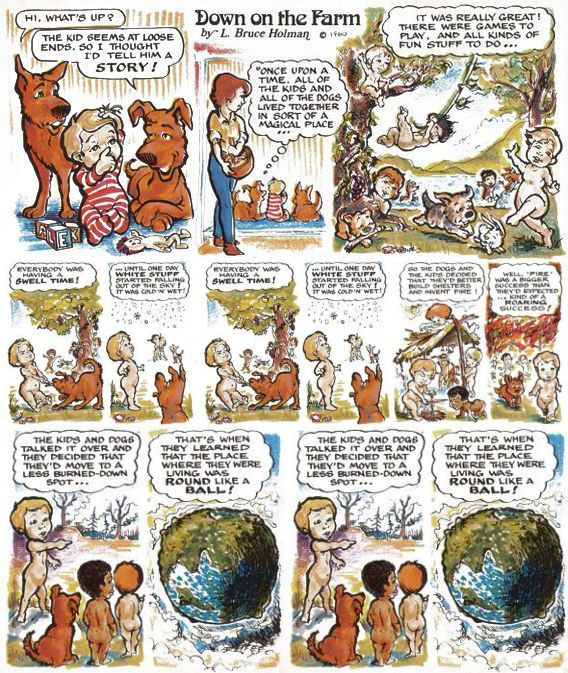 HI, WHAT'S UP?
THE KID SEEMS AT LOOSE
ENDS. SO I THOUGHT
I'D TELL HIM A
STORY!
Down on the Farm
by L. Bruce Holman © 1980
"ONCE UPON A
TIME, ALL OF
THE KIDS AND
ALL OF THE DOGS
LIVED TOGETHER
IN SORT OF A
MAGICAL PLACE
...
IT WAS REALLY GREAT!
THERE WERE GAMES TO
PLAY, AND ALL KINDS OF
FUN STUFF TO DO...
ALEX
EVERYBODY WAS
HAVING A
SWELL TIME!
...UNTIL ONE DAY
WHITE STUFF
STARTED FALLING
OUT OF THE SKY!
IT WAS COLD 'N' WET!
EVERYBODY WAS
HAVING A
SWELL TIME!
...UNTIL ONE DAY
WHITE STUFF
STARTED FALLING
OUT OF THE SKY!
IT WAS COLD 'N' WET!
SO THE DOGS AND
THE KIDS DECIDED
THAT THEY'D BETTER
BUILD SHELTERS
AND INVENT FIRE!
WELL, 'FIRE'
WAS A BIGGER
SUCCESS THAN
THEY'D EXPECTED
... KIND OF A
ROARING
SUCCESS!
THE KIDS AND DOGS
TALKED IT OVER AND
THEY DECIDED THAT
THEY'D MOVE TO A
LESS BURNED-DOWN
SPOT...
THAT'S WHEN
THEY LEARNED
THAT THE PLACE
WHERE THEY WERE
LIVING WAS
ROUND LIKE A
BALL!
THE KIDS AND DOGS
TALKED IT OVER AND
THEY DECIDED THAT
THEY'D MOVE TO A
LESS BURNED-DOWN
SPOT...
THAT'S WHEN
THEY LEARNED
THAT THE PLACE
WHERE THEY WERE
LIVING WAS
ROUND LIKE A
BALL!